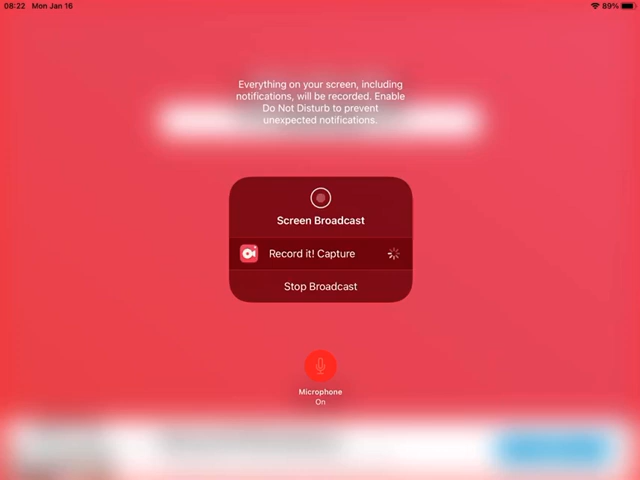 08:22 Mon Jan 16
89%
Everything on your screen, including
notifications, will be recorded. Enable
Do Not Disturb to prevent
unexpected notifications.
Screen Broadcast
Record it! Capture
Stop Broadcast
Microphone
On